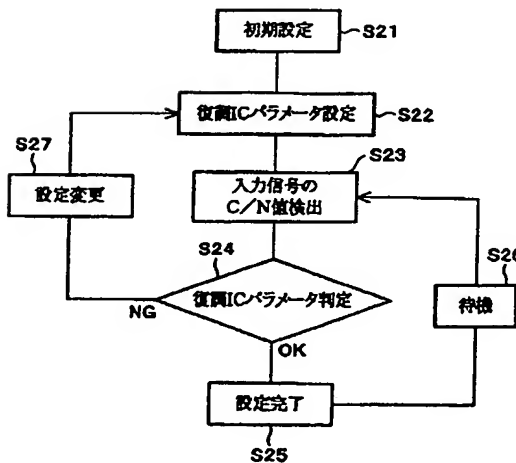 初期設定
S21
復調ICパラメータ設定
S22
S27
設定変更
S23
入力信号の
C／N値検出
S24
復調ICパラメータ判定
NG
OK
S26
待機
設定完了
S25